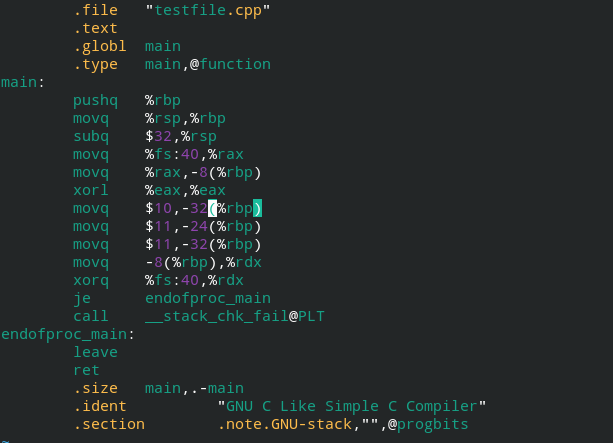 .file "testfile.cpp"
.text
.globl main
.type main,@function
main:
pushq %rbp
movq %rsp,%rbp
subq $32,%rsp
movq %fs:40,%rax
movq %rax,-8(%rbp)
xorl %eax,%eax
movq $10,-32(%rbp)
movq $11,-24(%rbp)
movq $11,-32(%rbp)
movq -8(%rbp),%rdx
xorq %fs:40,%rdx
je endofproc_main
call __stack_chk_fail@PLT
endofproc_main:
leave
ret
.size main,.-main
.ident "GNU C Like Simple C Compiler"
.section .note.GNU-stack,"",@progbits
~